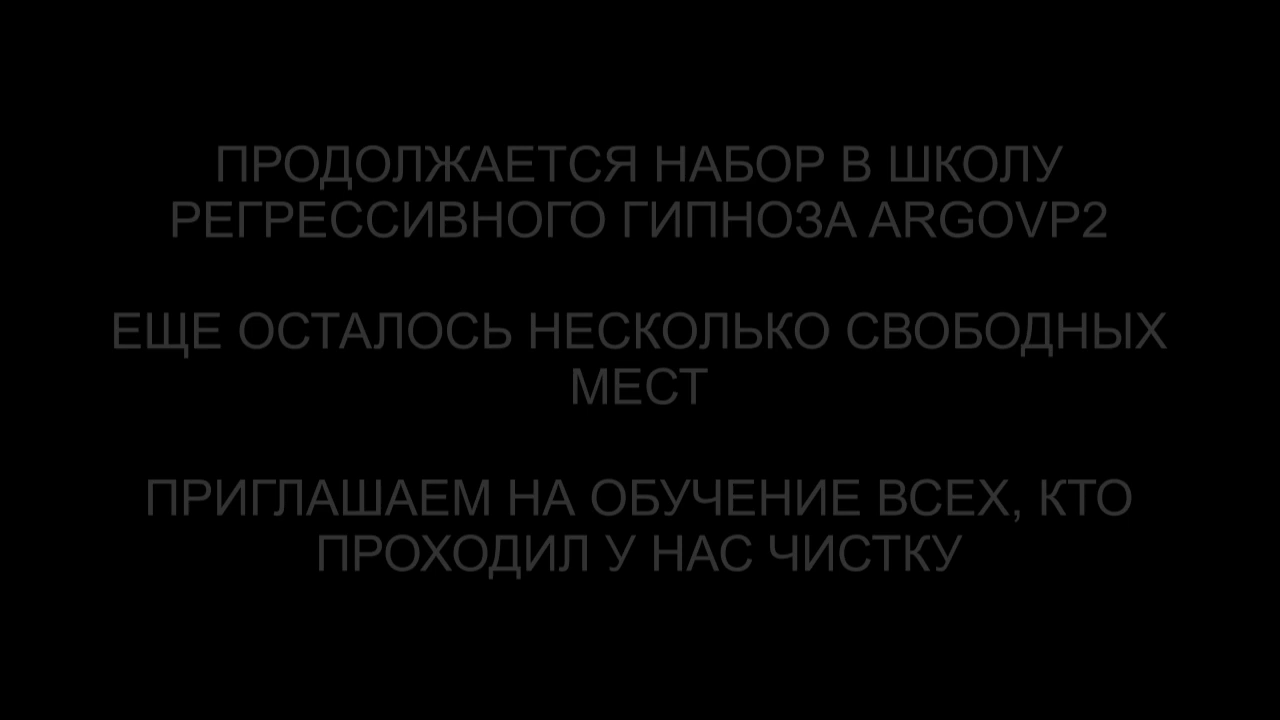 ПРОДОЛЖАЕТСЯ НАБОР В ШКОЛУ
РЕГРЕССИВНОГО ГИПНОЗА ARGOVP2
ЕЩЕ ОСТАЛОСЬ НЕСКОЛЬКО СВОБОДНЫХ
МЕСТ
ПРИГЛАШАЕМ НА ОБУЧЕНИЕ ВСЕХ, КТО
ПРОХОДИЛ У НАС ЧИСТКУ